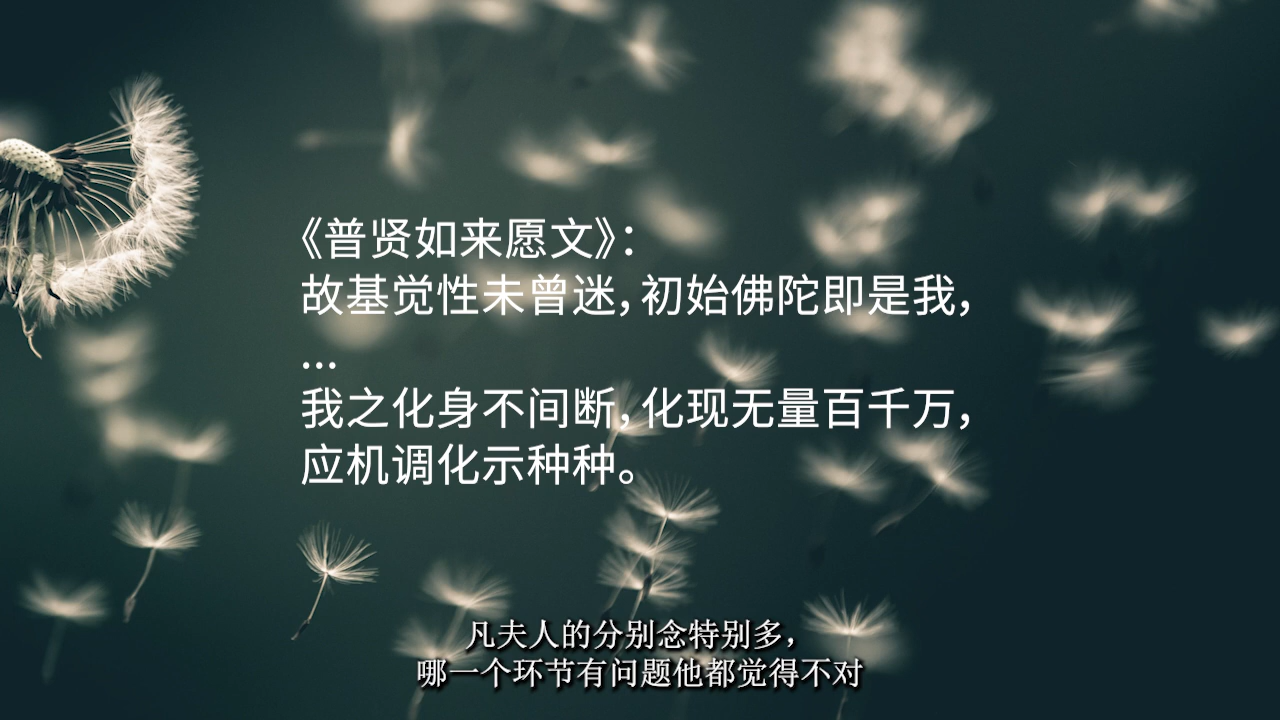 《普贤如来愿文》：
故基觉性未曾迷，初始佛陀即是我，
...
我之化身不间断，化现无量百千万，
应机调化示种种。
凡夫人的分别念特别多，
哪一个环节有问题他都觉得不对